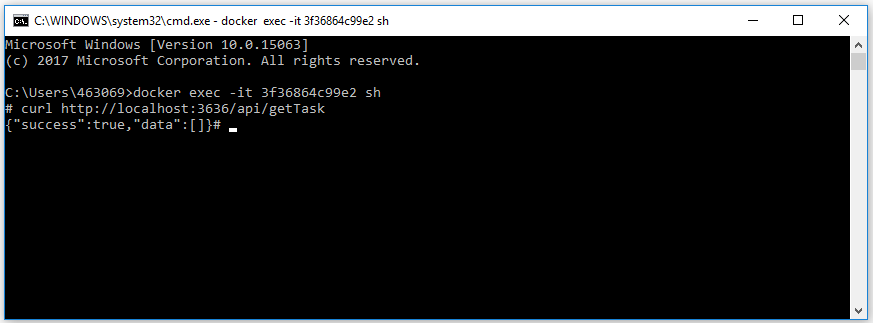 C:\WINDOWS\system32\cmd.exe - docker  exec -it 3f36864c99e2 sh
Microsoft Windows [Version 10.0.15063]
(c) 2017 Microsoft Corporation. All rights reserved.
C:\Users\463069>docker exec -it 3f36864c99e2 sh
# curl http://localhost:3636/api/getTask
{"success":true,"data":[]}#